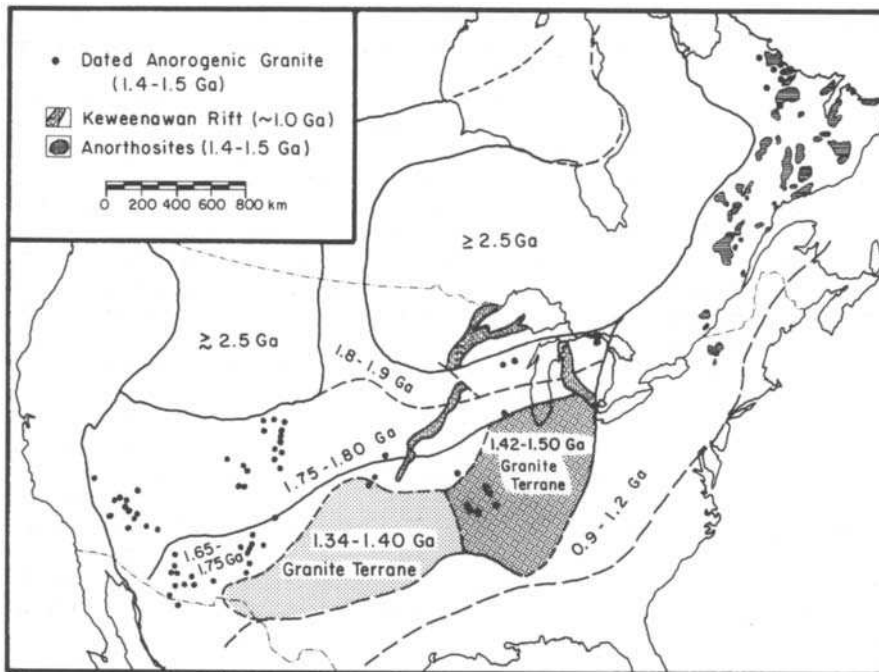 Dated Anorogenic Granite
(1.4-1.5 Ga)
Keweenawan Rift (~1.0 Ga)
Anorthosites (1.4-1.5 Ga)
0 200 400 600 800 km
≥ 2.5 Ga
≳ 2.5 Ga
1.8-1.9 Ga
1.75-1.80 Ga
1.42-1.50 Ga
Granite
Terrane
1.65-
1.75 Ga
1.34-1.40 Ga
Granite Terrane
0.9-1.2 Ga